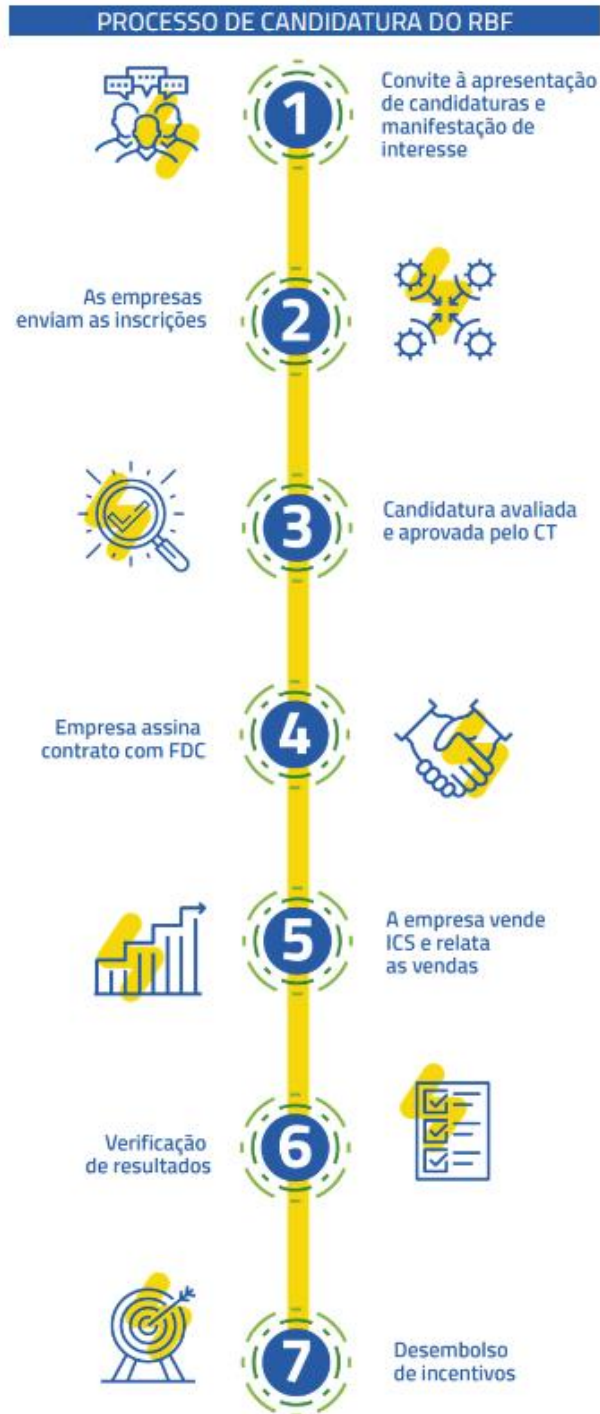 PROCESSO DE CANDIDATURA DO RBF
1
Convite à apresentação
de candidaturas e
manifestação de
interesse
As empresas
enviam as inscrições
2
3
Candidatura avaliada
e aprovada pelo CT
Empresa assina
contrato com FDC
4
5
A empresa vende
ICS e relata
as vendas
Verificação
de resultados
6
7
Desembolso
de incentivos